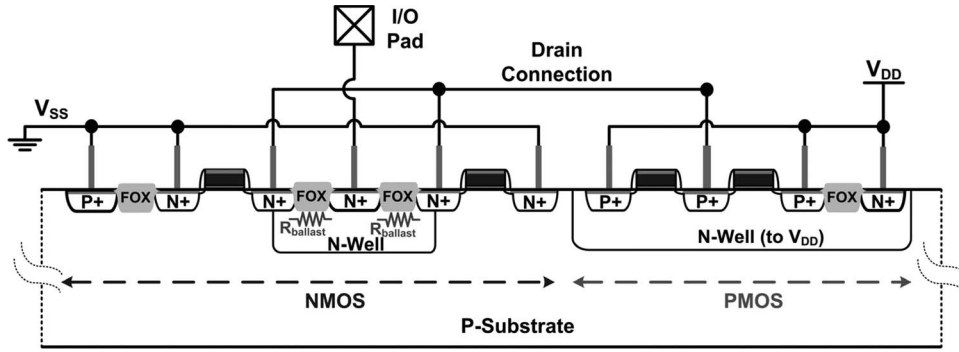 I/O
Pad
Drain
Connection
V_DD
V_SS
P+ FOX N+ N+ FOX N+ FOX N+ N+ P+ P+ P+ FOX N+
R_ballast R_ballast
N-Well N-Well (to V_DD)
NMOS PMOS
P-Substrate